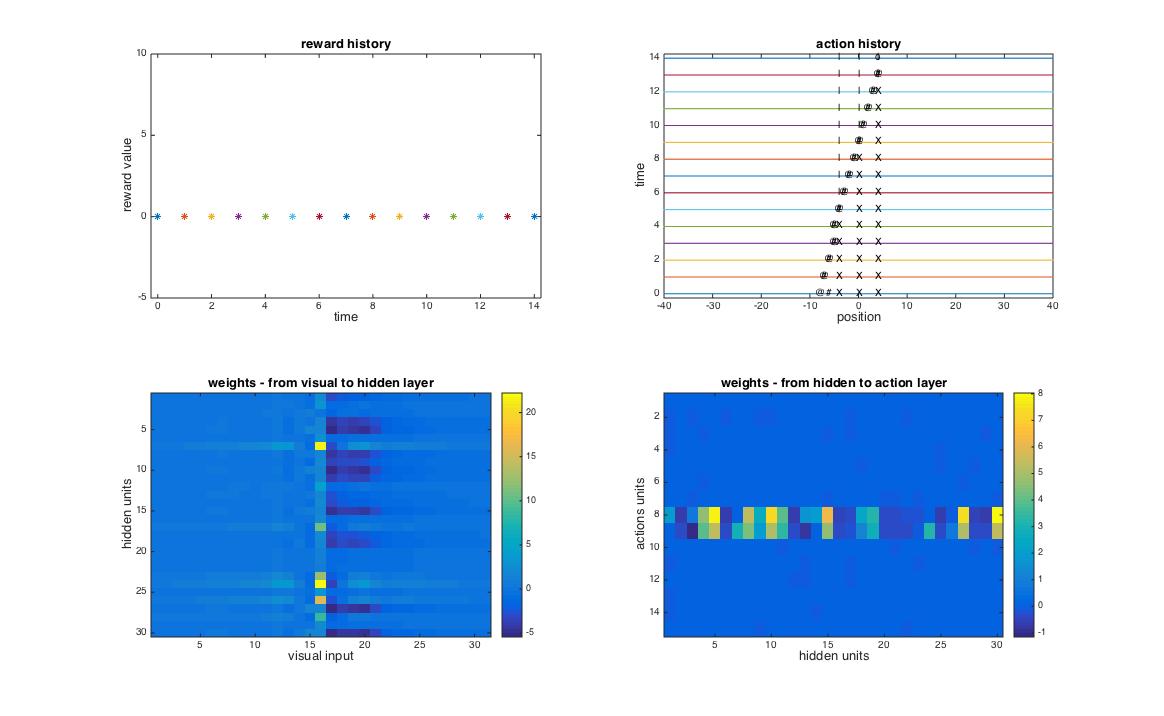 reward history
10
5
0
-5
0 2 4 6 8 10 12 14
time
reward value
action history
14
12
10
8
6
4
2
0
-40 -30 -20 -10 0 10 20 30 40
position
time
weights - from visual to hidden layer
5
10
15
20
25
30
5 10 15 20 25 30
visual input
hidden units
20
15
10
5
0
-5
weights - from hidden to action layer
2
4
6
8
10
12
14
5 10 15 20 25 30
hidden units
actions units
8
7
6
5
4
3
2
1
0
-1